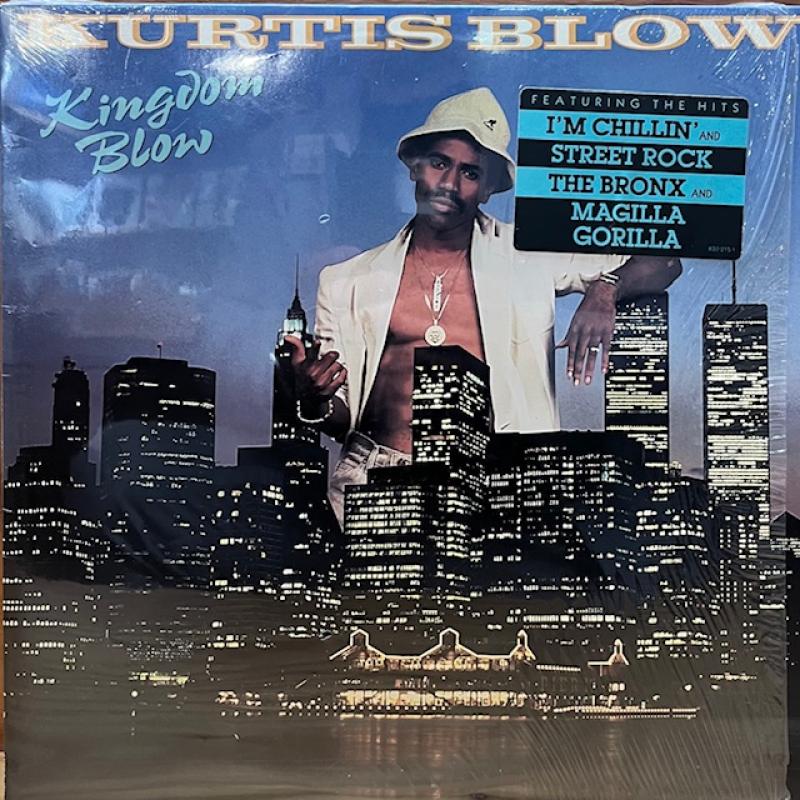 KURTIS BLOW
Kingdom
Blow
FEATURING THE HITS
I'M CHILLIN' AND
STREET ROCK
THE BRONX AND
MAGILLA
GORILLA